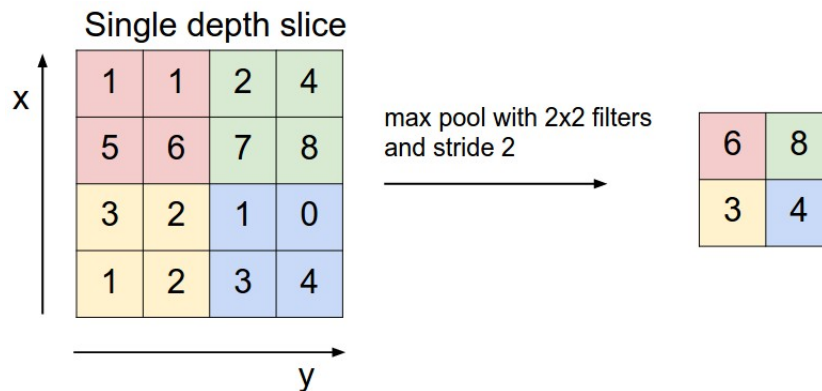 Single depth slice
x
1 1 2 4
5 6 7 8
3 2 1 0
1 2 3 4
y
max pool with 2x2 filters
and stride 2
6 8
3 4